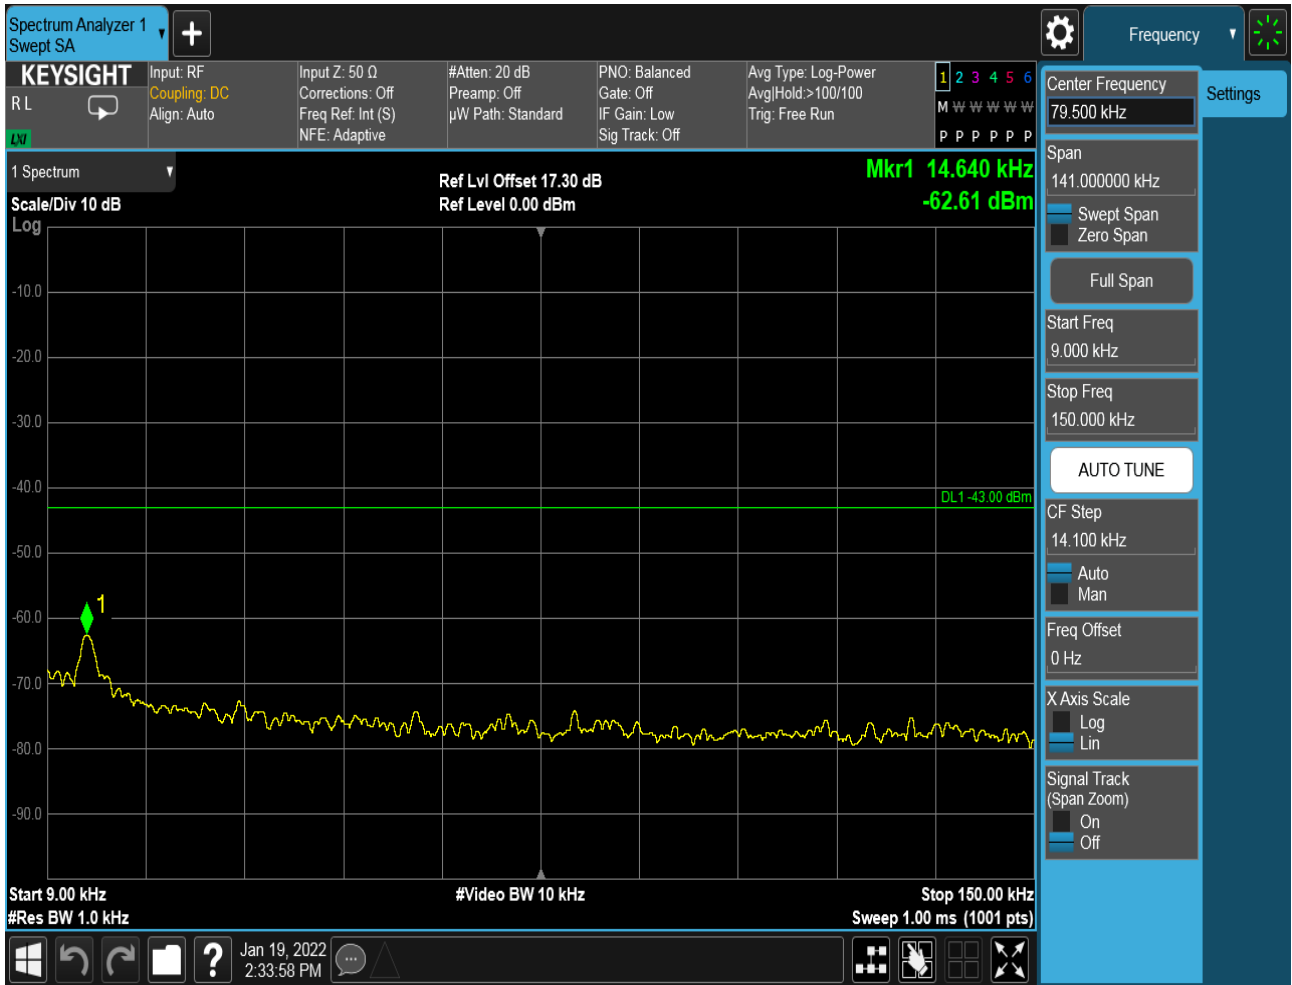 Spectrum Analyzer 1
Swept SA
+
Frequency
KEYSIGHT
R L
LXI
Input: RF
Coupling: DC
Align: Auto
Input Z: 50 Ω
Corrections: Off
Freq Ref: Int (S)
NFE: Adaptive
#Atten: 20 dB
Preamp: Off
µW Path: Standard
PNO: Balanced
Gate: Off
IF Gain: Low
Sig Track: Off
Avg Type: Log-Power
Avg|Hold:>100/100
Trig: Free Run
1 2 3 4 5 6
M W W W W W
P P P P P P
1 Spectrum
Scale/Div 10 dB
Log
Ref Lvl Offset 17.30 dB
Ref Level 0.00 dBm
Mkr1 14.640 kHz
-62.61 dBm
-10.0
-20.0
-30.0
-40.0
DL1 -43.00 dBm
-50.0
1
-60.0
-70.0
-80.0
-90.0
Start 9.00 kHz
#Video BW 10 kHz
Stop 150.00 kHz
#Res BW 1.0 kHz
Sweep 1.00 ms (1001 pts)
?
Jan 19, 2022
2:33:58 PM
Center Frequency
79.500 kHz
Settings
Span
141.000000 kHz
Swept Span
Zero Span
Full Span
Start Freq
9.000 kHz
Stop Freq
150.000 kHz
AUTO TUNE
CF Step
14.100 kHz
Auto
Man
Freq Offset
0 Hz
X Axis Scale
Log
Lin
Signal Track
(Span Zoom)
On
Off